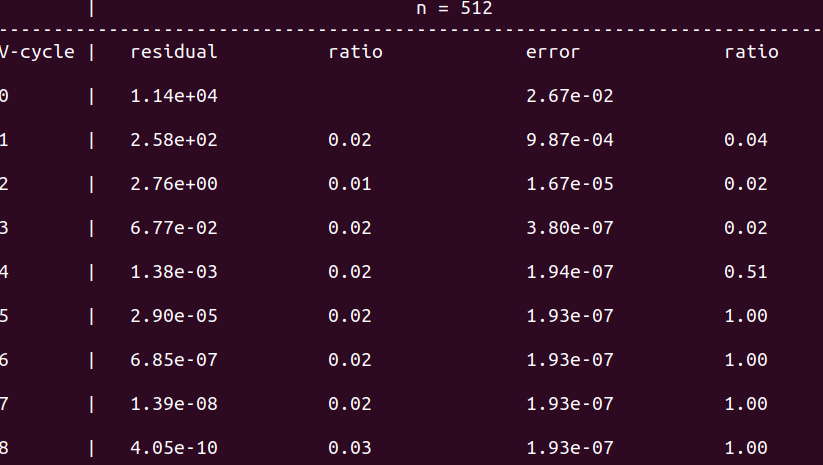 | n = 512
--------------------------------------------------------------------------
V-cycle | residual ratio error ratio
0 | 1.14e+04 2.67e-02
1 | 2.58e+02 0.02 9.87e-04 0.04
2 | 2.76e+00 0.01 1.67e-05 0.02
3 | 6.77e-02 0.02 3.80e-07 0.02
4 | 1.38e-03 0.02 1.94e-07 0.51
5 | 2.90e-05 0.02 1.93e-07 1.00
6 | 6.85e-07 0.02 1.93e-07 1.00
7 | 1.39e-08 0.02 1.93e-07 1.00
8 | 4.05e-10 0.03 1.93e-07 1.00